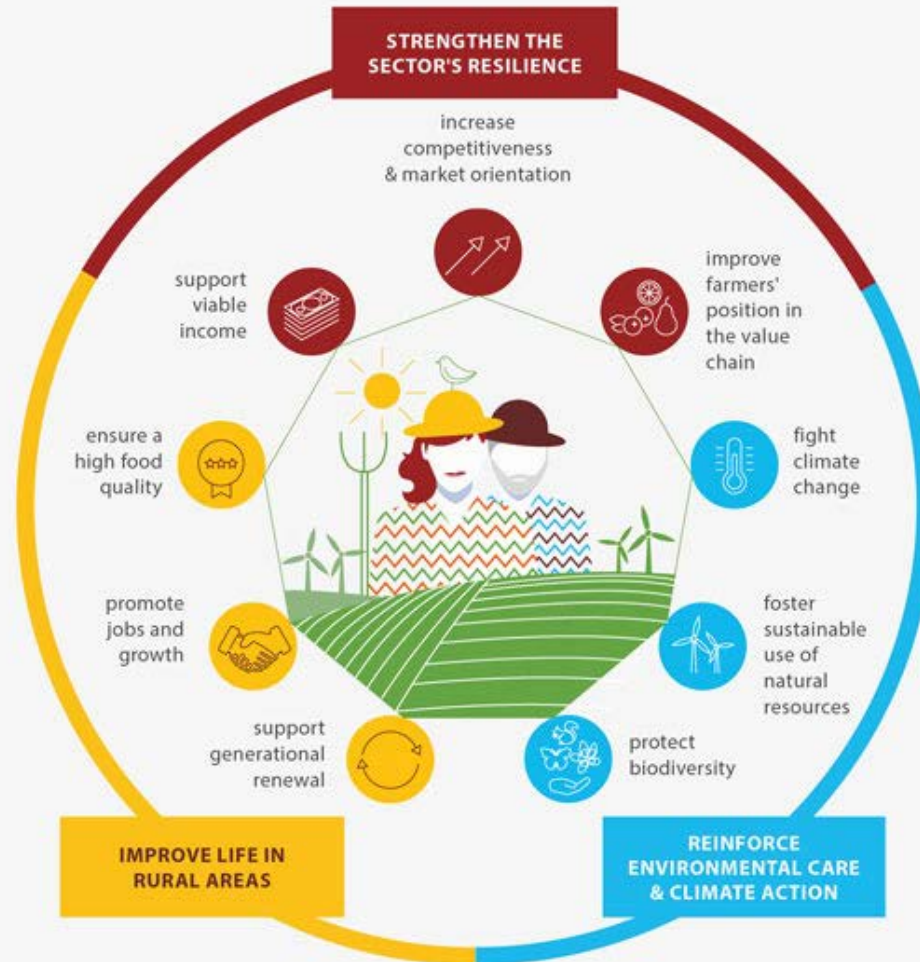 STRENGTHEN THE
SECTOR'S RESILIENCE
increase
competitiveness
& market orientation
support
viable
income
improve
farmers'
position in
the value
chain
ensure a
high food
quality
fight
climate
change
promote
jobs and
growth
foster
sustainable
use of
natural
resources
support
generational
renewal
protect
biodiversity
IMPROVE LIFE IN
RURAL AREAS
REINFORCE
ENVIRONMENTAL CARE
& CLIMATE ACTION